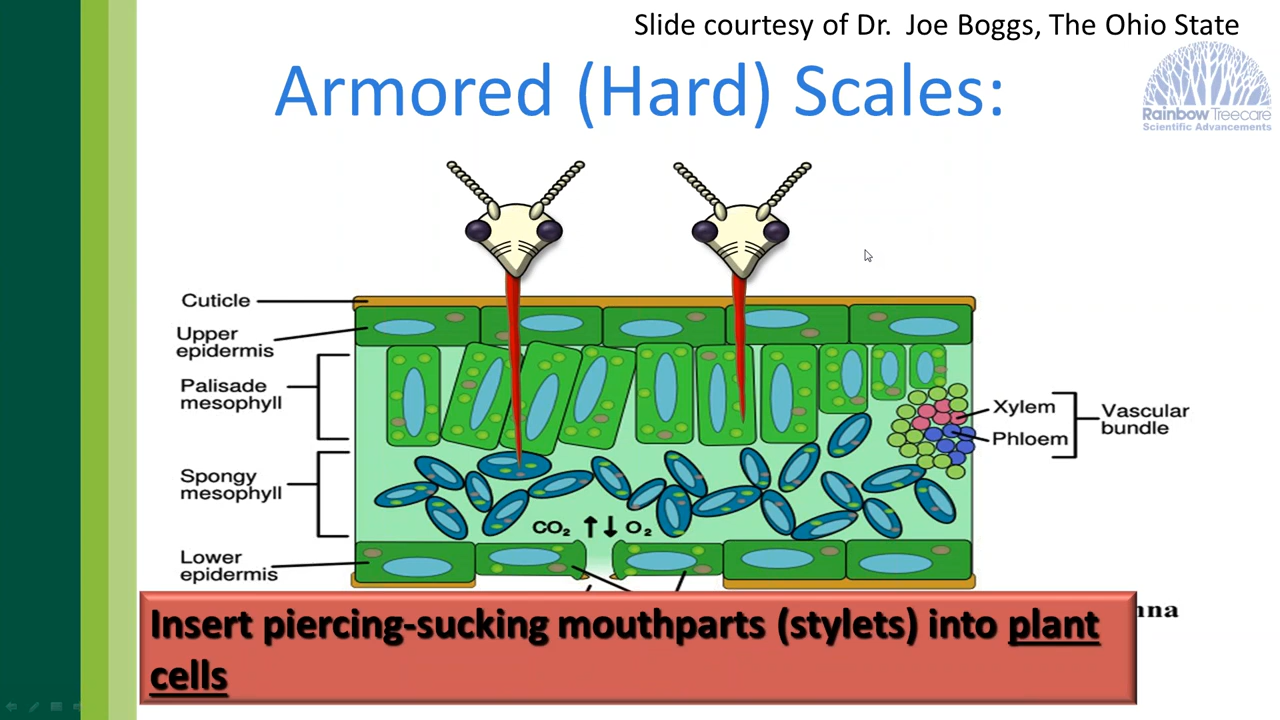 Slide courtesy of Dr. Joe Boggs, The Ohio State
Armored (Hard) Scales:
Rainbow Treecare
Scientific Advancements
Cuticle
Upper
epidermis
Palisade
mesophyll
Xylem
Phloem
Vascular
bundle
Spongy
mesophyll
CO₂
O₂
Lower
epidermis
Insert piercing-sucking mouthparts (stylets) into plant
cells